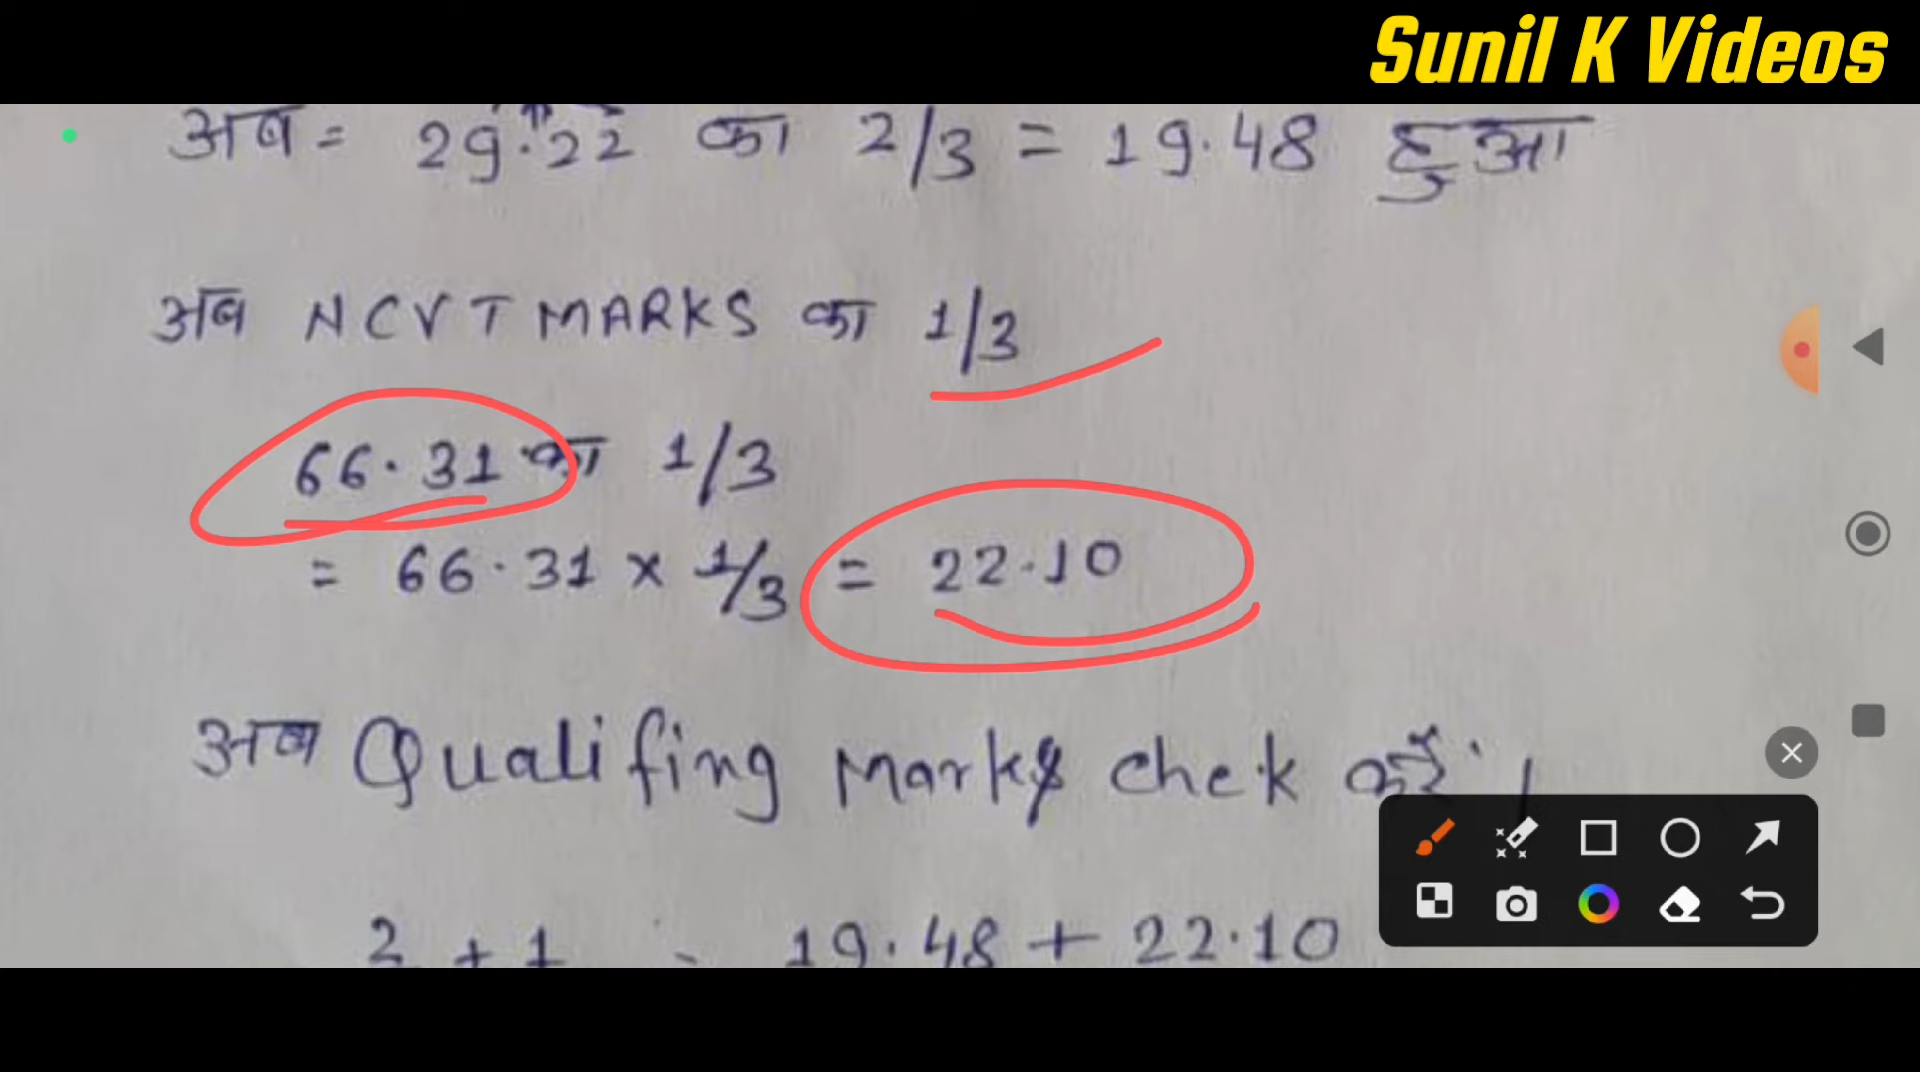 Sunil K Videos
अब = 29.22 का 2/3 = 19.48 हुआ
अब NCVT MARKS का 1/3
66.31 का 1/3
= 66.31 x 1/3 = 22.10
अब Qualifing Marks chek करें।
2 + 1 19.48 + 22.10